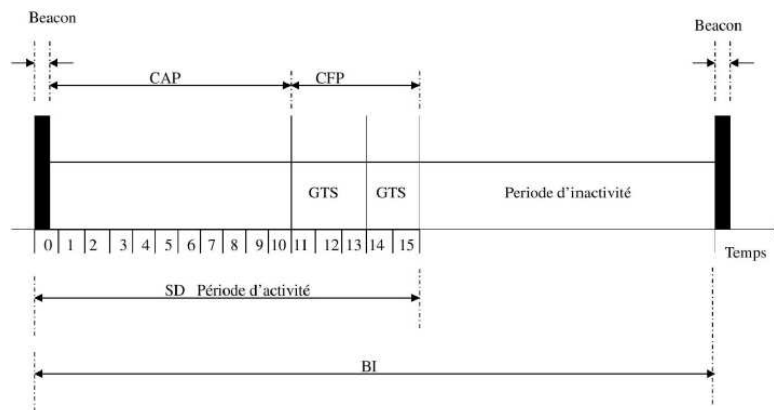 Beacon
Beacon
CAP
CFP
GTS
GTS
Periode d'inactivité
0 1 2 3 4 5 6 7 8 9 10 11 12 13 14 15
Temps
SD Période d'activité
BI